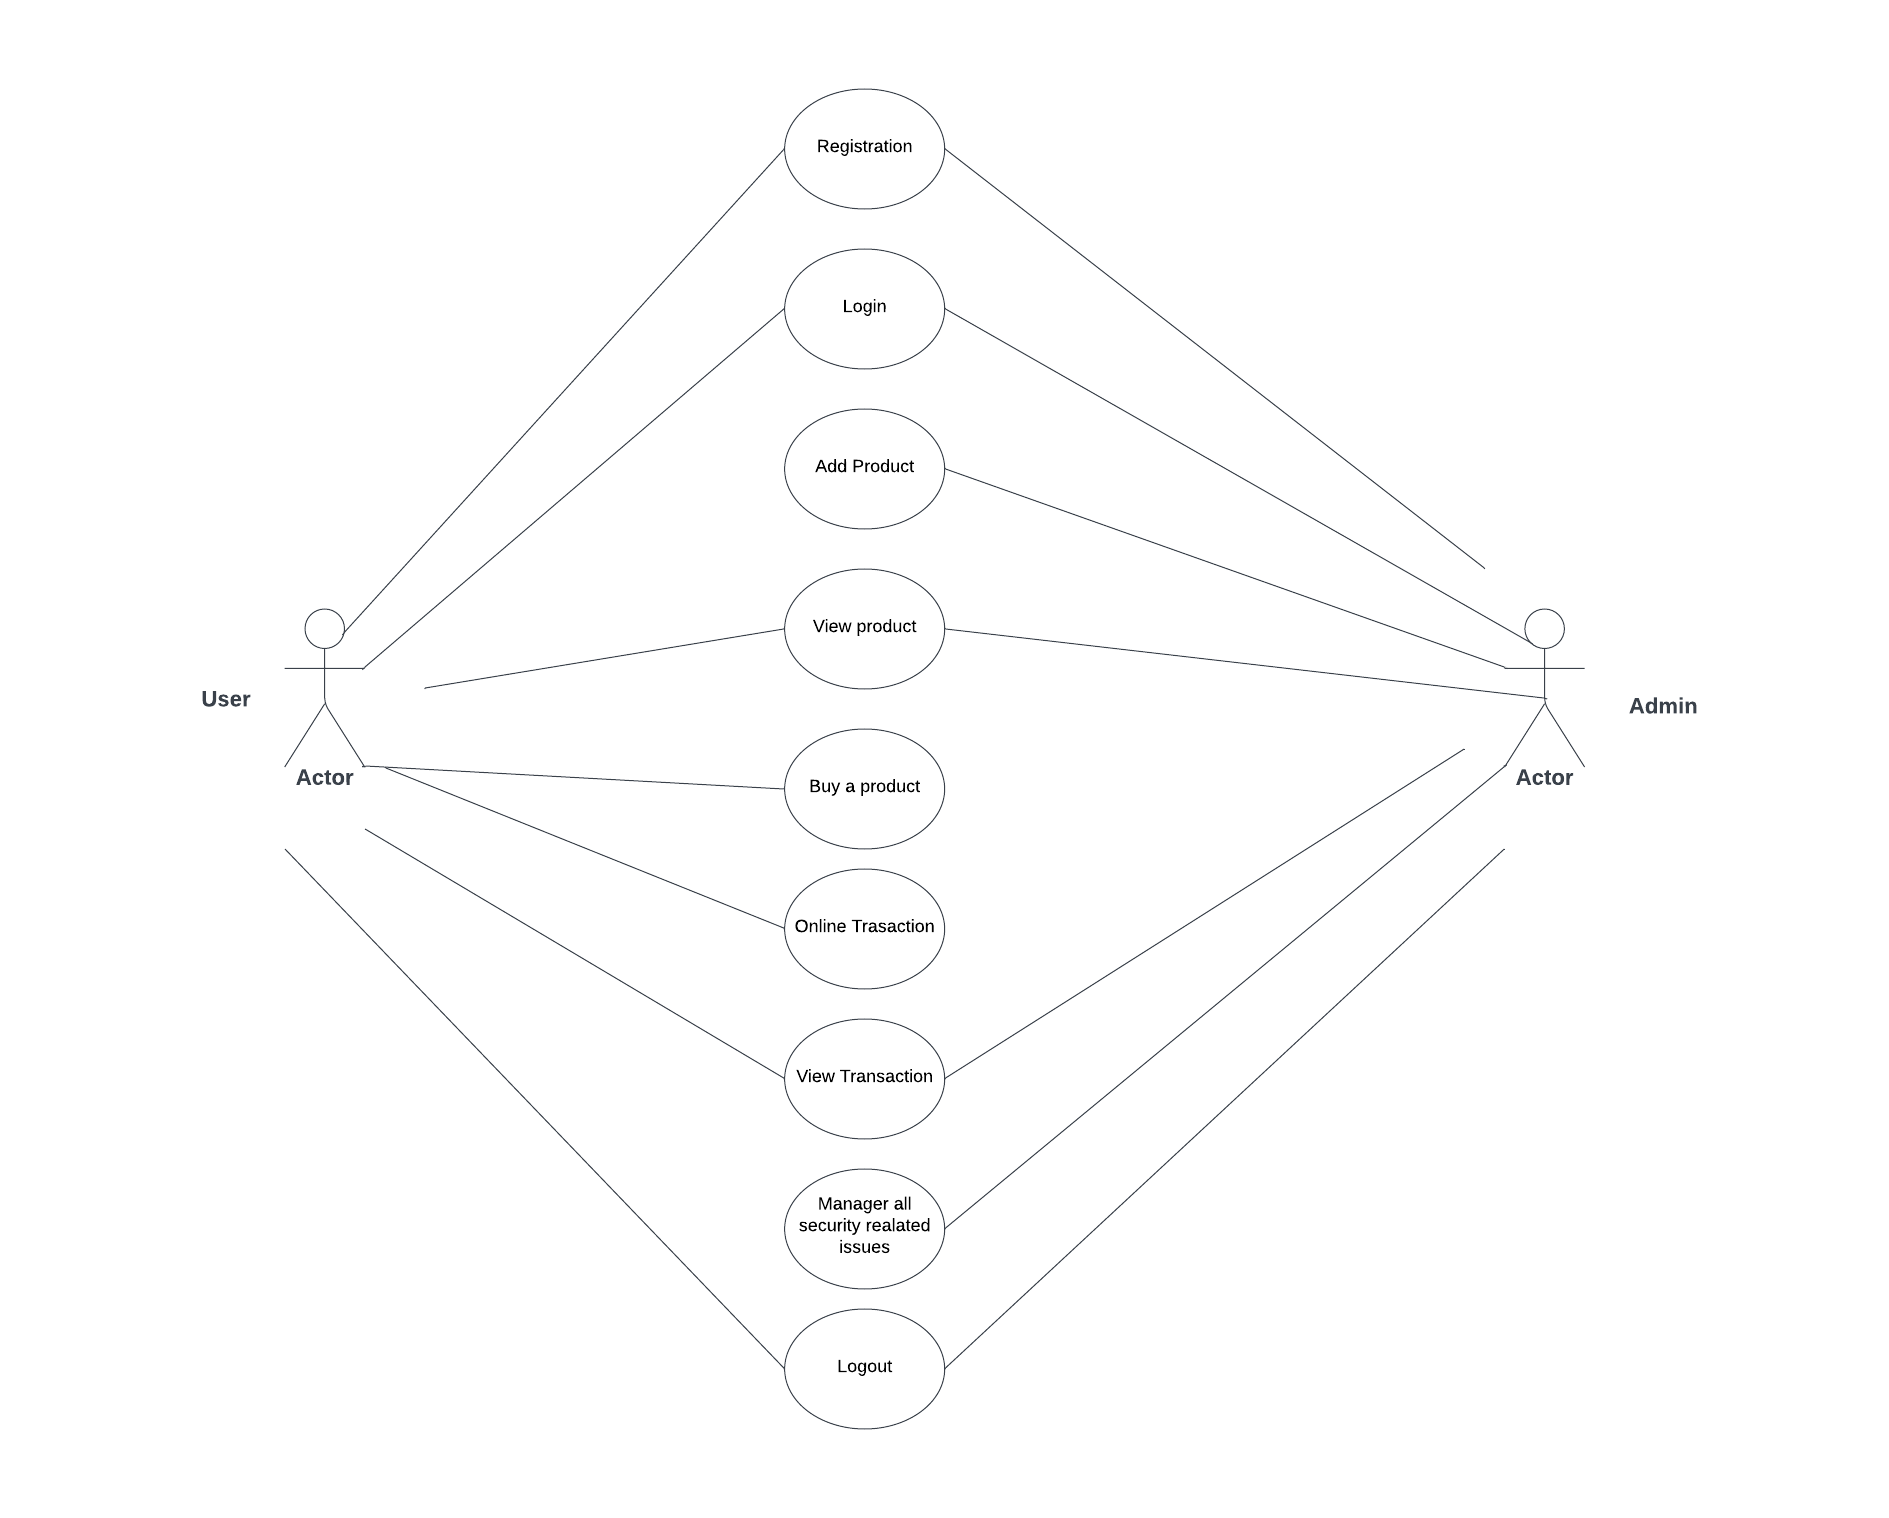 Registration
Login
Add Product
View product
User
Admin
Actor
Actor
Buy a product
Online Trasaction
View Transaction
Manager all
security realated
issues
Logout